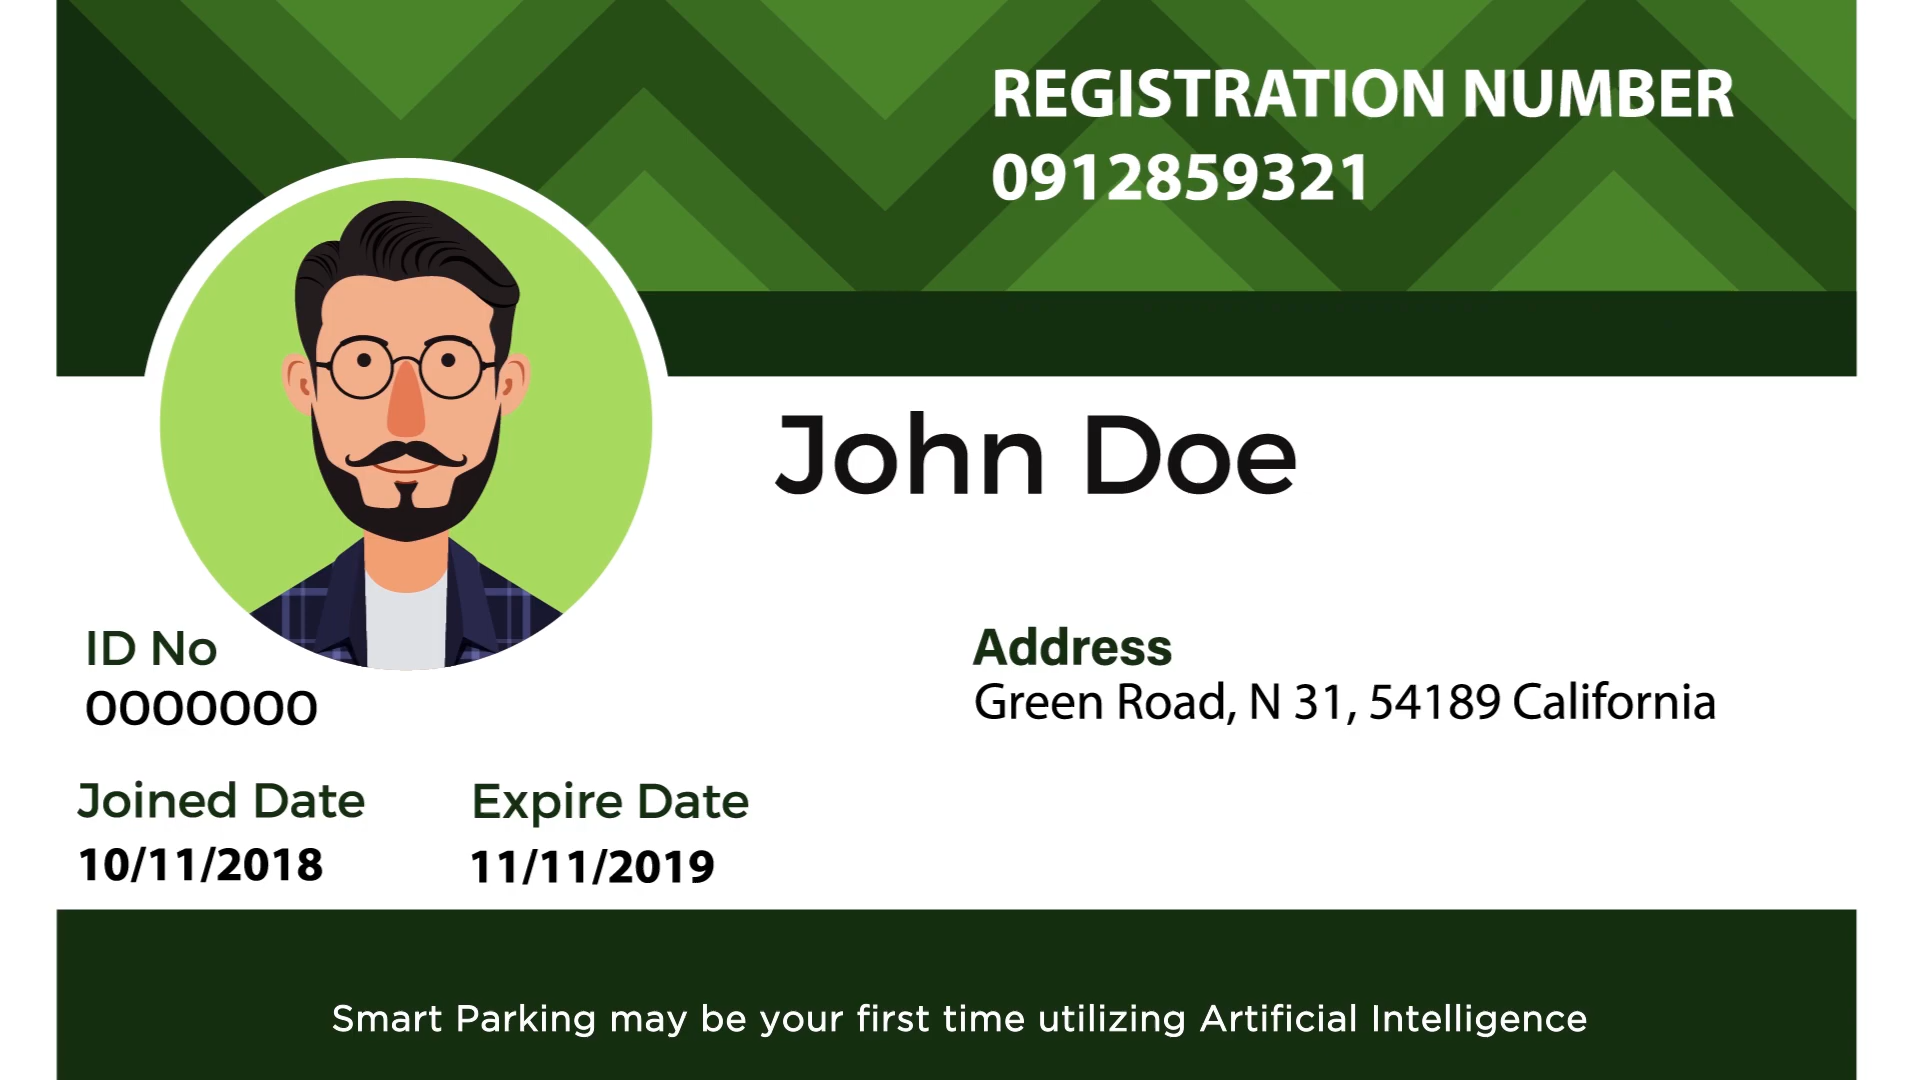 REGISTRATION NUMBER
0912859321
John Doe
ID No
0000000
Address
Green Road, N 31, 54189 California
Joined Date
10/11/2018
Expire Date
11/11/2019
Smart Parking may be your first time utilizing Artificial Intelligence